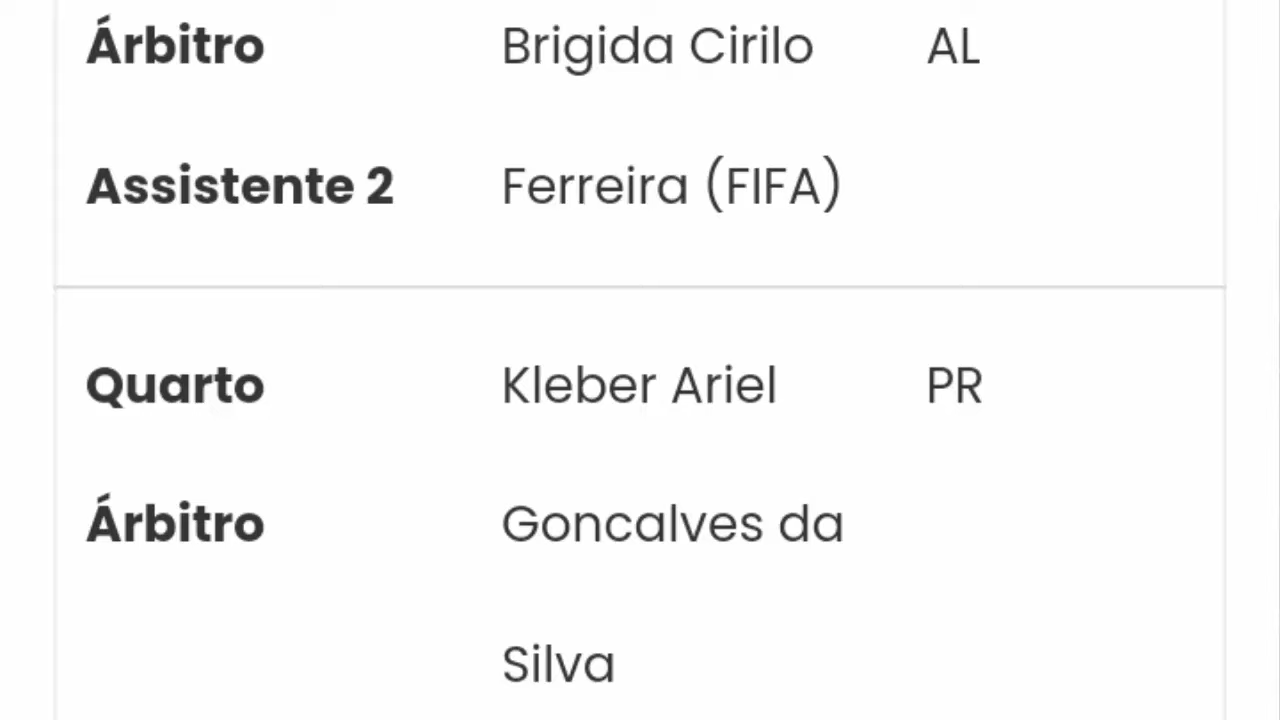 Árbitro Brigida Cirilo AL
Assistente 2 Ferreira (FIFA)
Quarto Kleber Ariel PR
Árbitro Goncalves da
Silva